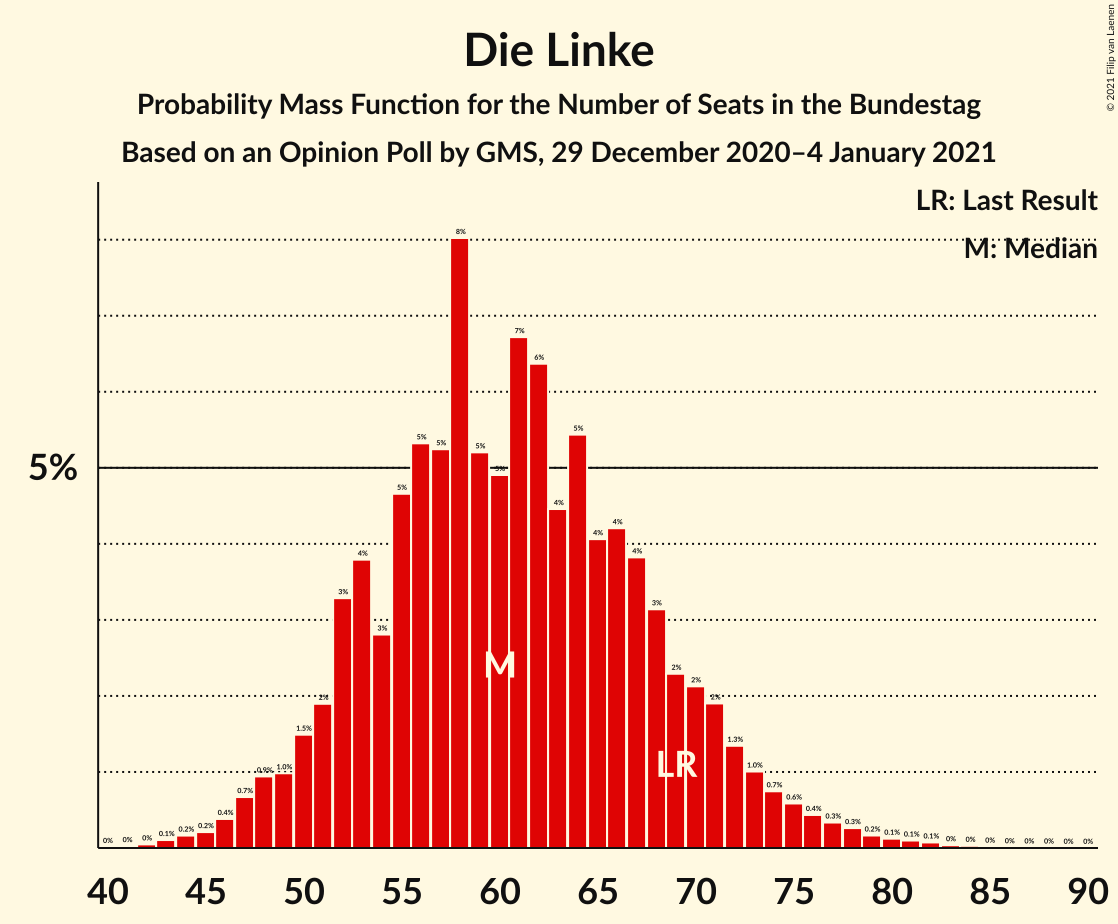 Die Linke
Probability Mass Function for the Number of Seats in the Bundestag
Based on an Opinion Poll by GMS, 29 December 2020–4 January 2021
© 2021 Filip van Laenen
LR: Last Result
M: Median
5%
0% 0% 0% 0.1% 0.2% 0.2% 0.4% 0.7% 0.9% 1.0% 1.5% 2% 3% 4% 3% 5% 5% 5% 8% 5% 5% 7% 6% 4% 5% 4% 4% 4% 3% 2% 2% 2% 1.3% 1.0% 0.7% 0.6% 0.4% 0.3% 0.3% 0.2% 0.1% 0.1% 0.1% 0% 0% 0% 0% 0% 0% 0% 0%
M
LR
40 45 50 55 60 65 70 75 80 85 90